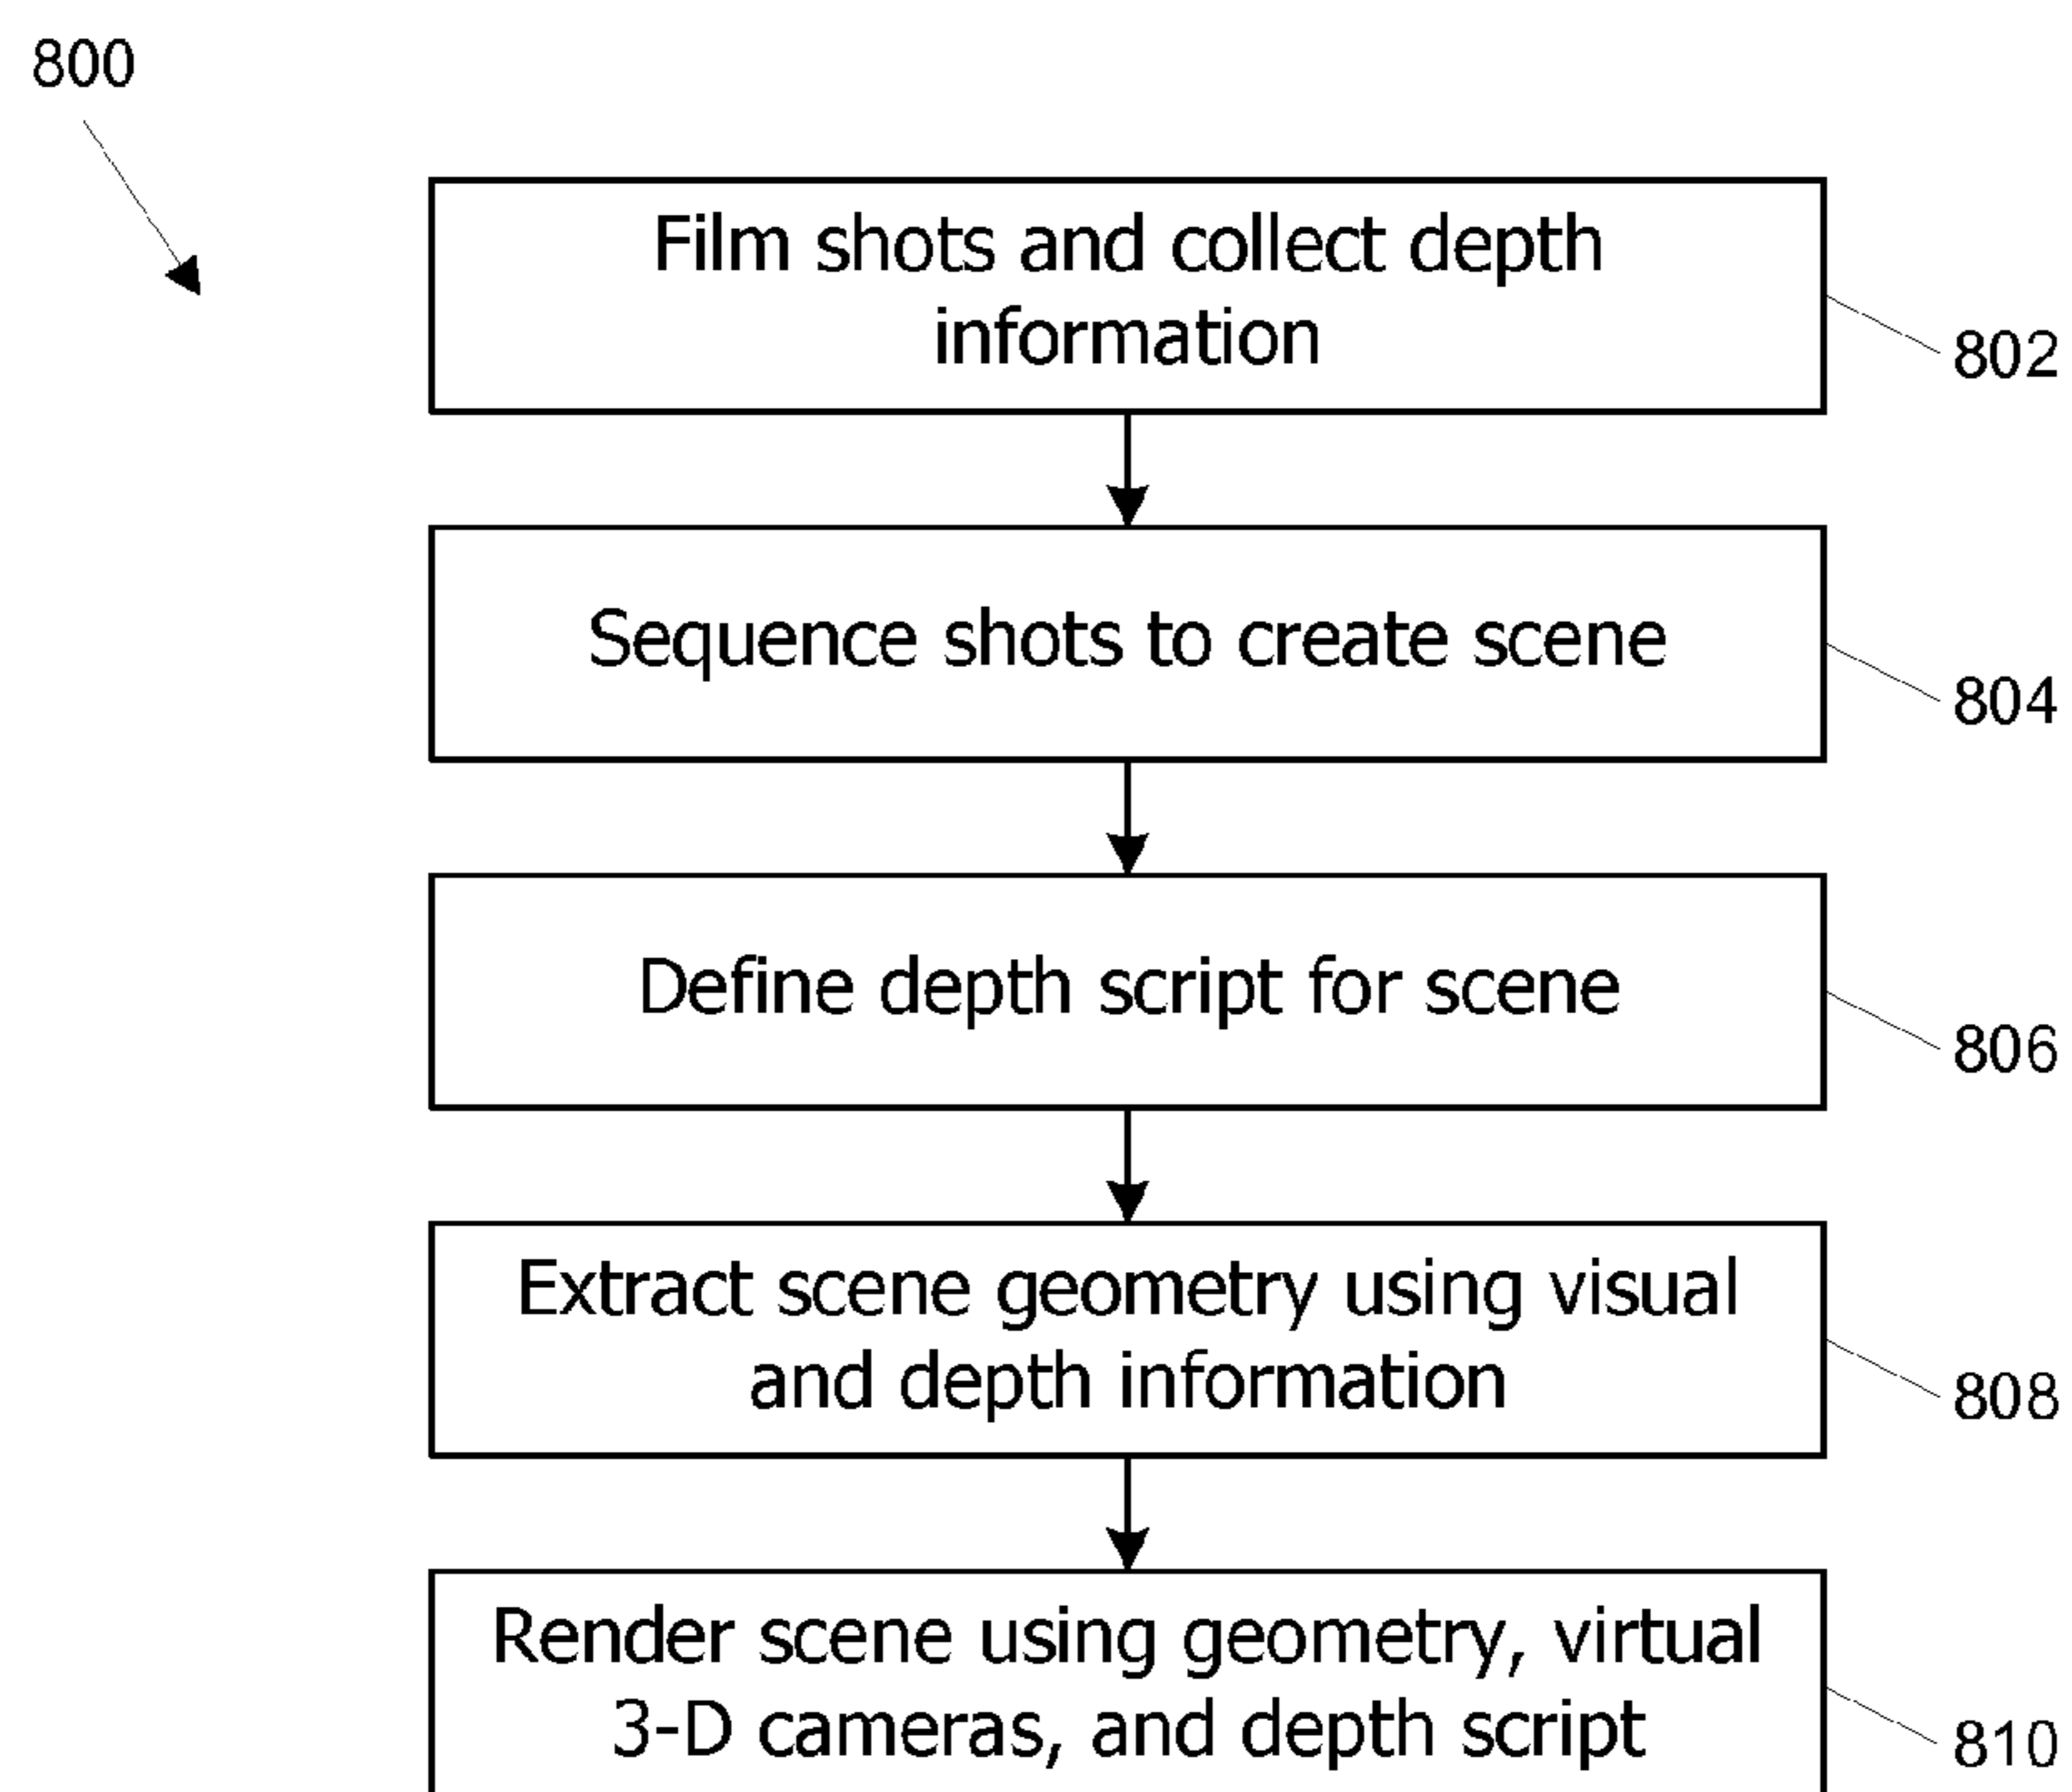 800
Film shots and collect depth
information
802
Sequence shots to create scene
804
Define depth script for scene
806
Extract scene geometry using visual
and depth information
808
Render scene using geometry, virtual
3-D cameras, and depth script
810